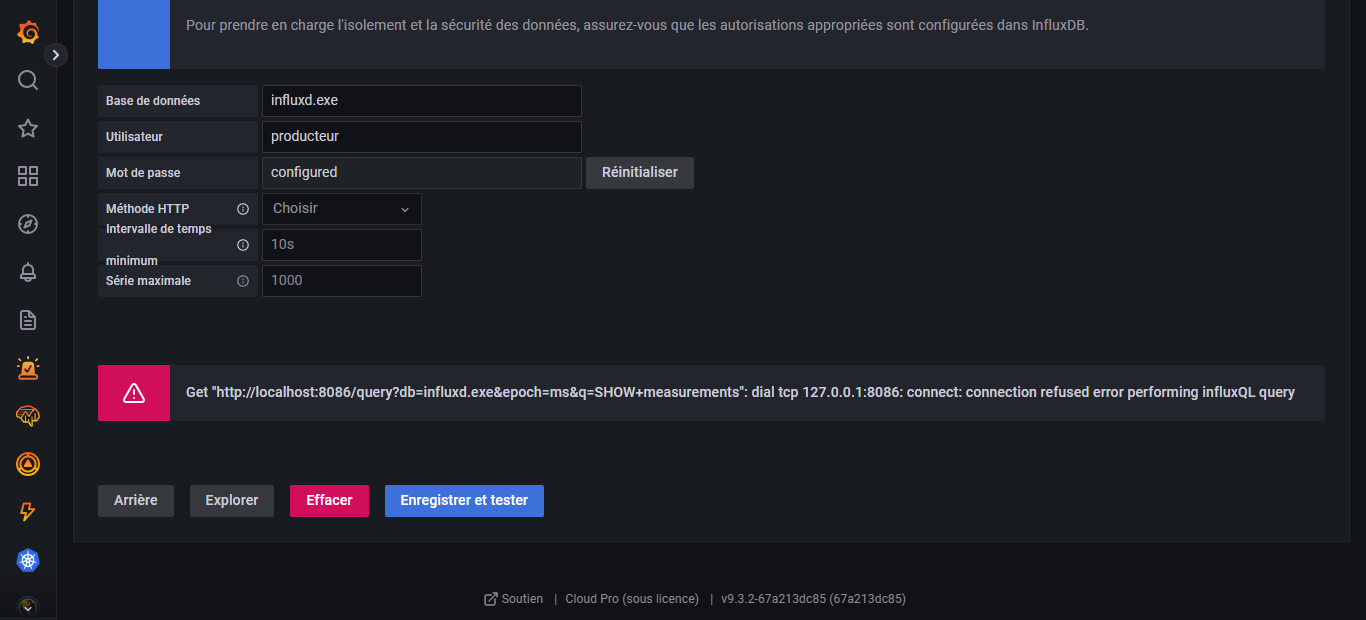 Pour prendre en charge l'isolement et la sécurité des données, assurez-vous que les autorisations appropriées sont configurées dans InfluxDB.
Base de données influxd.exe
Utilisateur producteur
Mot de passe configured Réinitialiser
Méthode HTTP Choisir
Intervalle de temps minimum 10s
Série maximale 1000
Get "http://localhost:8086/query?db=influxd.exe&epoch=ms&q=SHOW+measurements": dial tcp 127.0.0.1:8086: connect: connection refused error performing influxQL query
Arrière Explorer Effacer Enregistrer et tester
Soutien | Cloud Pro (sous licence) | v9.3.2-67a213dc85 (67a213dc85)